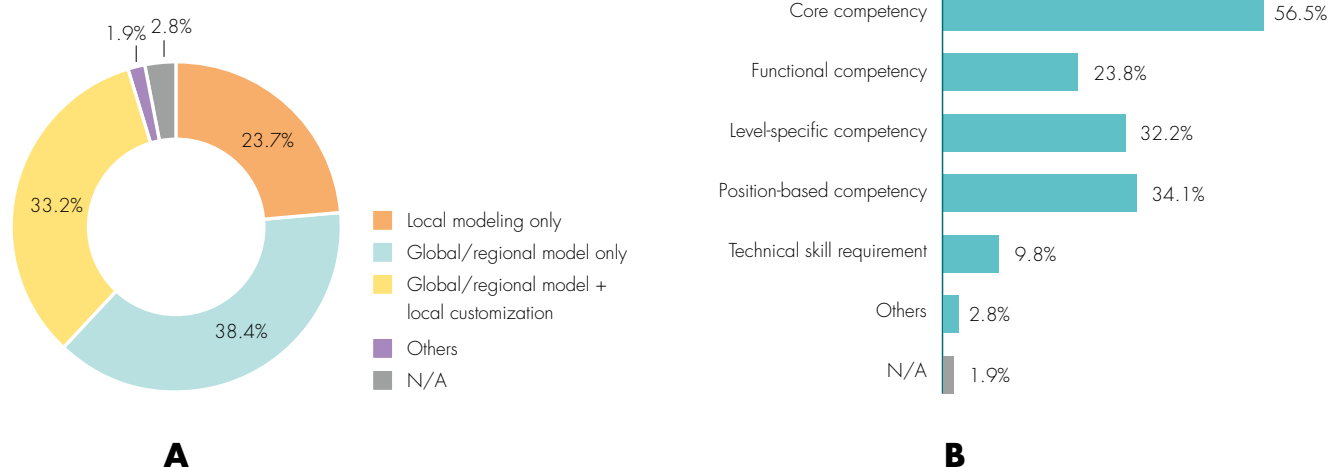 1.9% 2.8%
23.7%
33.2%
38.4%
Local modeling only
Global/regional model only
Global/regional model +
local customization
Others
N/A
A
Core competency 56.5%
Functional competency 23.8%
Level-specific competency 32.2%
Position-based competency 34.1%
Technical skill requirement 9.8%
Others 2.8%
N/A 1.9%
B